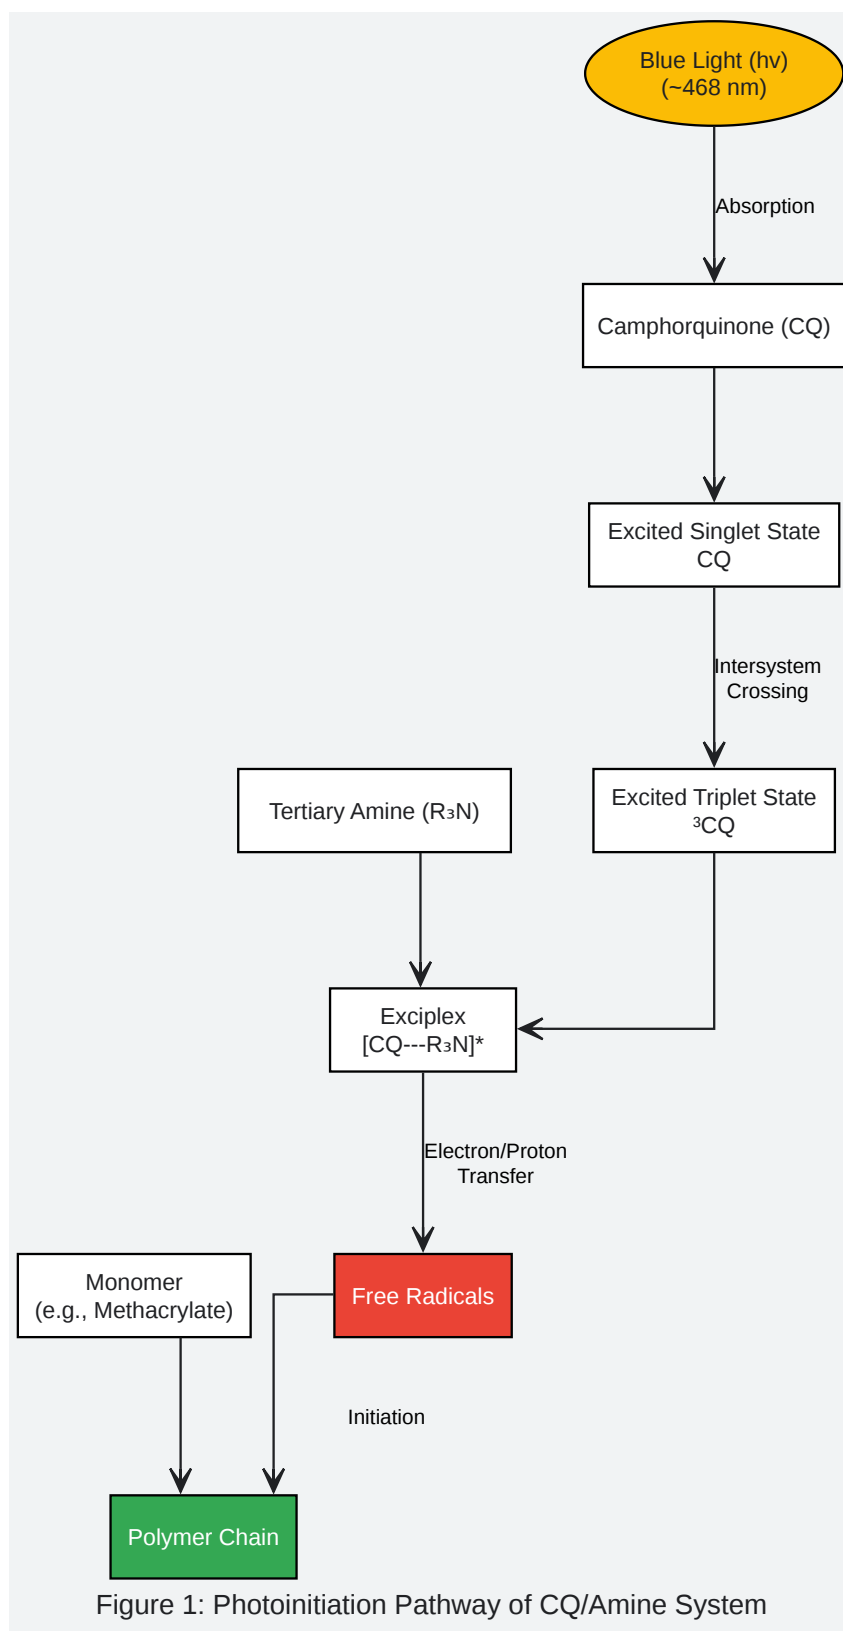 Blue Light (hv)
(~468 nm)
Absorption
Camphorquinone (CQ)
Excited Singlet State
CQ
Intersystem
Crossing
Tertiary Amine (R₃N)
Excited Triplet State
³CQ
Exciplex
[CQ---R₃N]*
Electron/Proton
Transfer
Monomer
(e.g., Methacrylate)
Free Radicals
Initiation
Polymer Chain
Figure 1: Photoinitiation Pathway of CQ/Amine System